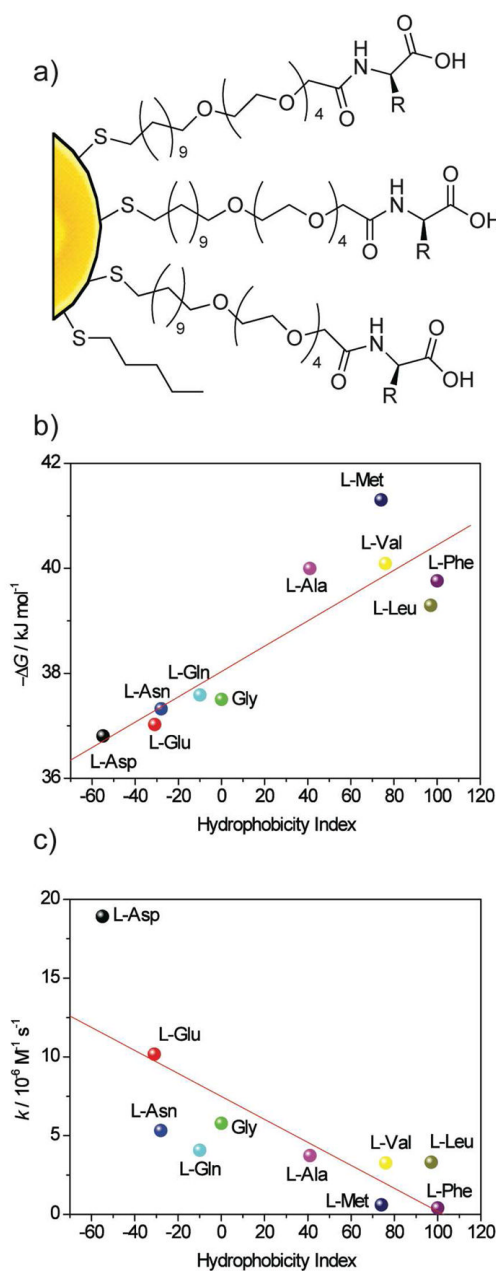 a)
O
OH
H
N
S
O
O
R
9
4
O
O
H
N
S
O
O
OH
9
4
O
R
S
O
O
H
N
O
9
4
O
R
OH
S
b)
42
L-Met
L-Val
L-Phe
40
L-Ala
L-Leu
−ΔG / kJ mol⁻¹
38
L-Gln
L-Asn
Gly
L-Glu
L-Asp
36
-60 -40 -20 0 20 40 60 80 100 120
Hydrophobicity Index
c)
20
L-Asp
15
k / 10⁻⁶ M⁻¹ s⁻¹
L-Glu
10
L-Asn
Gly
L-Val L-Leu
5
L-Gln
L-Ala
L-Met
L-Phe
0
-60 -40 -20 0 20 40 60 80 100 120
Hydrophobicity Index